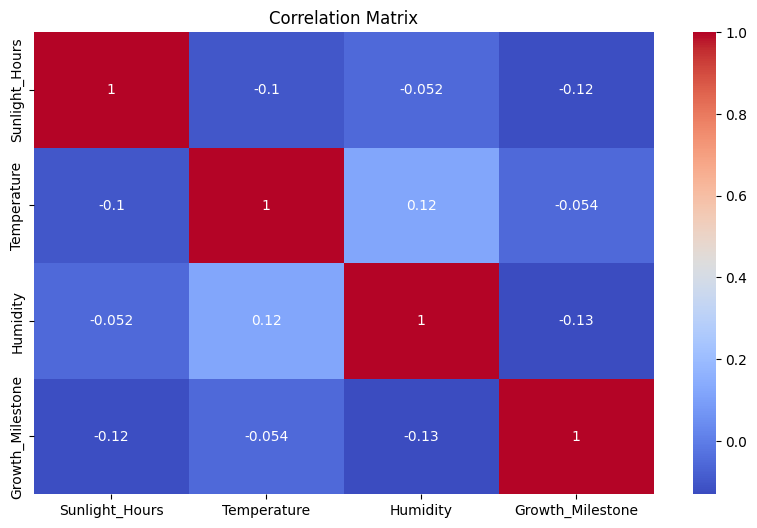 Correlation Matrix
Sunlight_Hours 1 -0.1 -0.052 -0.12
Temperature -0.1 1 0.12 -0.054
Humidity -0.052 0.12 1 -0.13
Growth_Milestone -0.12 -0.054 -0.13 1
Sunlight_Hours Temperature Humidity Growth_Milestone
1.0
0.8
0.6
0.4
0.2
0.0